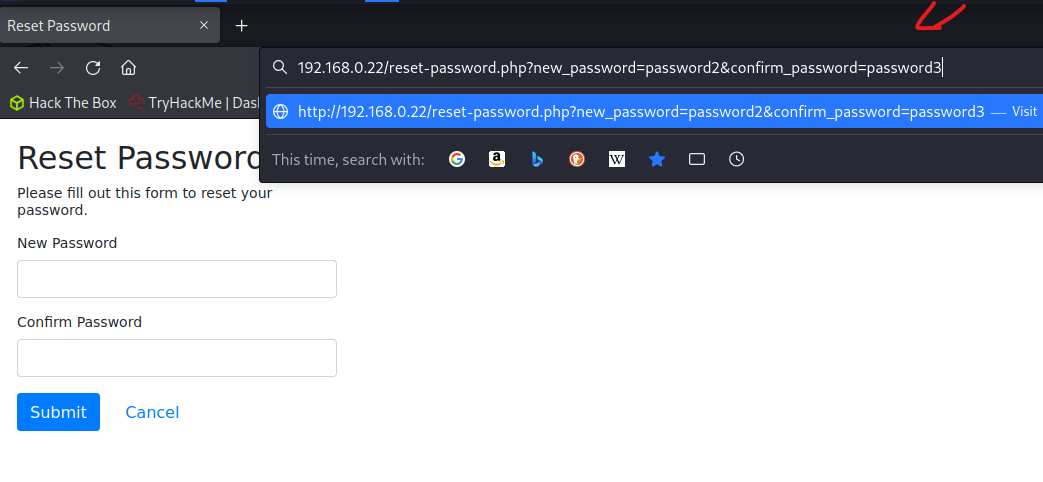 Reset Password
192.168.0.22/reset-password.php?new_password=password2&confirm_password=password3
Hack The Box TryHackMe | Das
http://192.168.0.22/reset-password.php?new_password=password2&confirm_password=password3 — Visit
This time, search with:
Reset Password
Please fill out this form to reset your
password.
New Password
Confirm Password
Submit Cancel